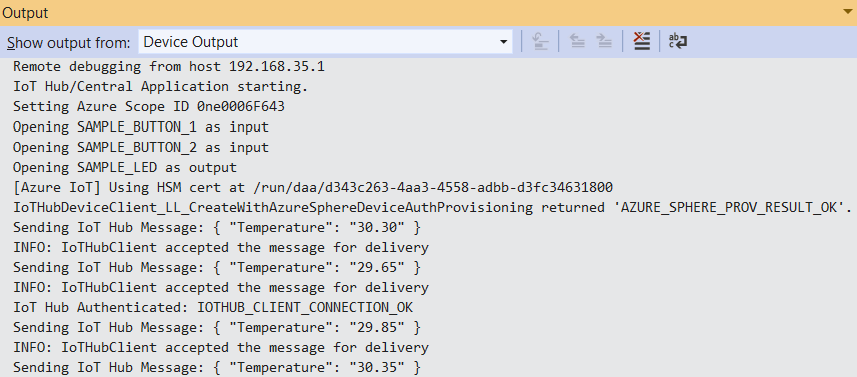 Output
Show output from: Device Output
Remote debugging from host 192.168.35.1
IoT Hub/Central Application starting.
Setting Azure Scope ID 0ne0006F643
Opening SAMPLE_BUTTON_1 as input
Opening SAMPLE_BUTTON_2 as input
Opening SAMPLE_LED as output
[Azure IoT] Using HSM cert at /run/daa/d343c263-4aa3-4558-adbb-d3fc34631800
IoTHubDeviceClient_LL_CreateWithAzureSphereDeviceAuthProvisioning returned 'AZURE_SPHERE_PROV_RESULT_OK'.
Sending IoT Hub Message: { "Temperature": "30.30" }
INFO: IoTHubClient accepted the message for delivery
Sending IoT Hub Message: { "Temperature": "29.65" }
INFO: IoTHubClient accepted the message for delivery
IoT Hub Authenticated: IOTHUB_CLIENT_CONNECTION_OK
Sending IoT Hub Message: { "Temperature": "29.85" }
INFO: IoTHubClient accepted the message for delivery
Sending IoT Hub Message: { "Temperature": "30.35" }